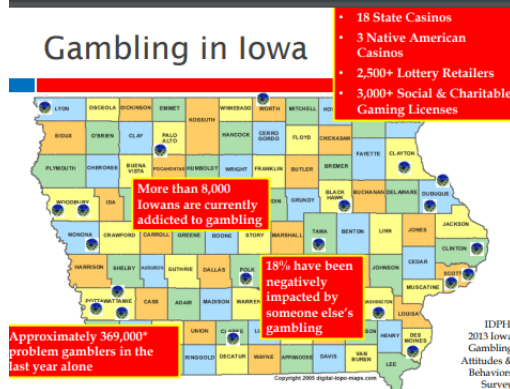 • 18 State Casinos
• 3 Native American
Casinos
• 2,500+ Lottery Retailers
• 3,000+ Social & Charitable
Gaming Licenses
Gambling in Iowa
LYON OSCEOLA DICKINSON EMMET WINNEBAGO WORTH MITCHELL
KOSSUTH
SIOUX O'BRIEN CLAY PALO ALTO HANCOCK CERRO GORDO FLOYD CHICKASAW
FAYETTE CLAYTON
PLYMOUTH CHEROKEE BUENA VISTA POCAHONTAS HUMBOLDT WRIGHT FRANKLIN BUTLER BREMER
More than 8,000
Iowans are currently
addicted to gambling
WOODBURY IDA GRUNDY BLACK HAWK BUCHANAN DELAWARE DUBUQUE
MONONA CRAWFORD CARROLL GREENE BOONE STORY MARSHALL TAMA BENTON LINN JONES JACKSON
CLINTON
CEDAR
HARRISON SHELBY AUDUBON GUTHRIE DALLAS POLK JOHNSON SCOTT
MUSCATINE
18% have been
negatively
impacted by
someone else's
gambling
POTTAWATTAMIE CASS ADAIR MADISON WARREN WASHINGTON
LOUISA
Approximately 369,000*
problem gamblers in the
last year alone
UNION HENRY DES MOINES
RINGGOLD DECATUR WAYNE APPANOOSE DAVIS VAN BUREN LEE
Copyright 2005 digital-topo-maps.com
IDPH
2013 Iowa
Gambling
Attitudes &
Behaviors
Survey